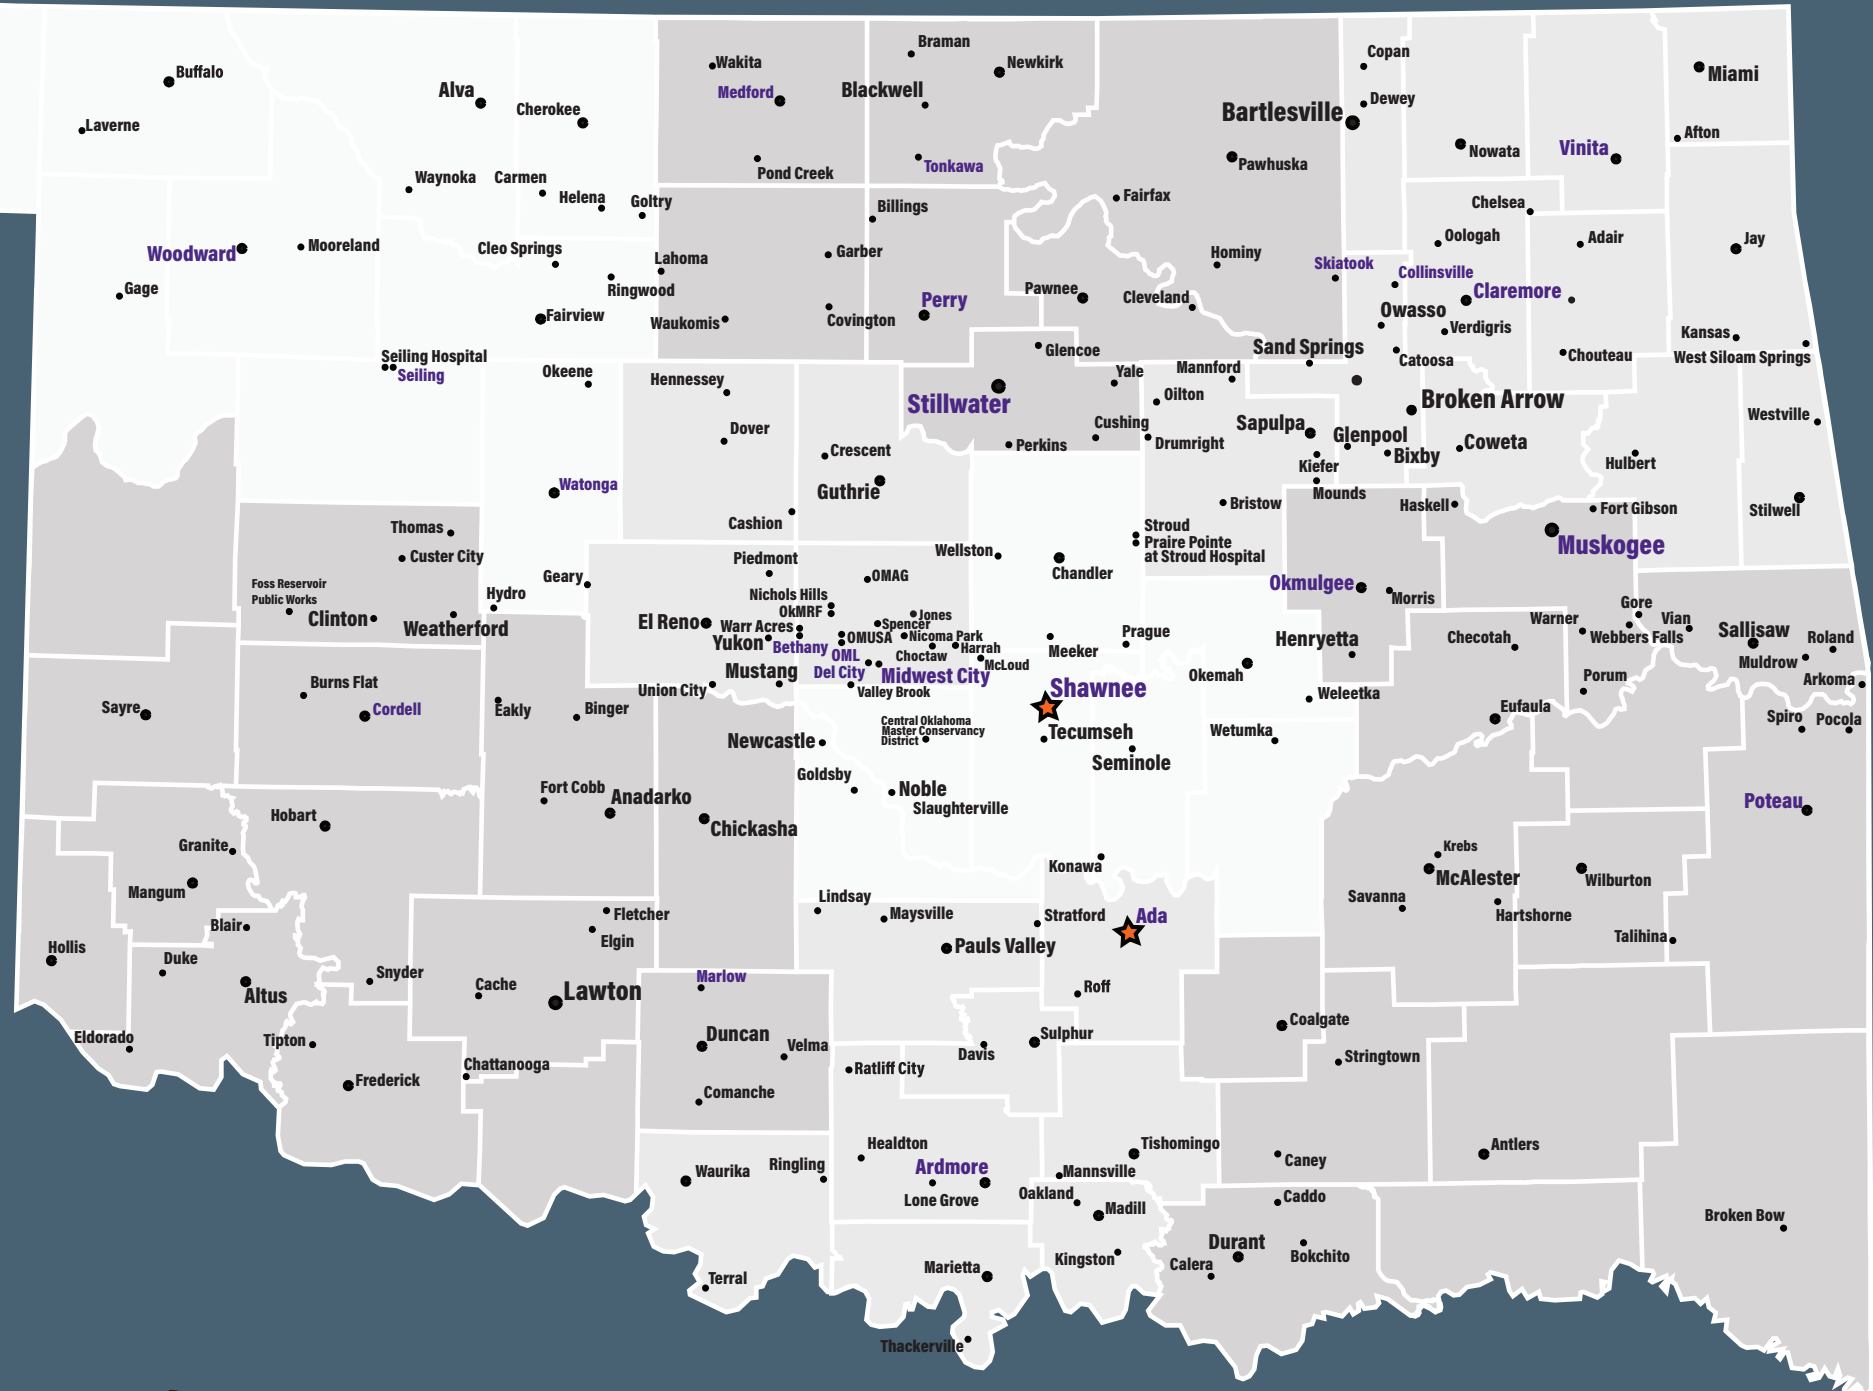 Buffalo
Laverne
Alva
Cherokee
Waynoka
Carmen
Helena
Goltry
Wakita
Medford
Pond Creek
Braman
Newkirk
Blackwell
Tonkawa
Bartlesville
Copan
Dewey
Pawhuska
Nowata
Vinita
Miami
Afton
Fairfax
Chelsea
Oologah
Adair
Jay
Hominy
Skiatook
Collinsville
Claremore
Owasso
Verdigris
Woodward
Mooreland
Gage
Cleo Springs
Ringwood
Fairview
Lahoma
Waukomis
Billings
Garber
Covington
Perry
Pawnee
Cleveland
Kansas
West Siloam Springs
Chouteau
Catoosa
Sand Springs
Seiling Hospital
Seiling
Okeene
Hennessey
Dover
Glencoe
Stillwater
Yale
Mannford
Oilton
Cushing
Drumright
Perkins
Broken Arrow
Sapulpa
Glenpool
Bixby
Coweta
Kiefer
Mounds
Westville
Hulbert
Stilwell
Crescent
Guthrie
Watonga
Cashion
Bristow
Haskell
Fort Gibson
Muskogee
Thomas
Custer City
Foss Reservoir
Public Works
Clinton
Weatherford
Hydro
Geary
Piedmont
OMAG
Wellston
Chandler
Stroud
Praire Pointe
at Stroud Hospital
Okmulgee
Morris
Nichols Hills
OkMRF
Jones
Spencer
El Reno
Warr Acres
Yukon
Bethany
OMUSA
Nicoma Park
OML
Choctaw
Harrah
McLoud
Del City
Midwest City
Mustang
Union City
Valley Brook
Meeker
Prague
Henryetta
Okemah
Weleetka
Wetumka
Checotah
Warner
Gore
Webbers Falls
Vian
Sallisaw
Roland
Muldrow
Arkoma
Porum
Eufaula
Spiro
Pocola
Poteau
Sayre
Burns Flat
Cordell
Eakly
Binger
Newcastle
Central Oklahoma
Master Conservancy
District
Shawnee
Tecumseh
Seminole
Goldsby
Noble
Slaughterville
Fort Cobb
Anadarko
Chickasha
Hobart
Granite
Mangum
Blair
Hollis
Duke
Altus
Snyder
Eldorado
Tipton
Frederick
Fletcher
Elgin
Cache
Lawton
Chattanooga
Lindsay
Maysville
Pauls Valley
Stratford
Konawa
Ada
Roff
Krebs
McAlester
Savanna
Hartshorne
Wilburton
Talihina
Marlow
Duncan
Velma
Comanche
Ratliff City
Davis
Sulphur
Coalgate
Stringtown
Waurika
Ringling
Healdton
Ardmore
Lone Grove
Tishomingo
Mannsville
Oakland
Madill
Kingston
Caney
Caddo
Antlers
Durant
Bokchito
Calera
Broken Bow
Terral
Marietta
Thackerville